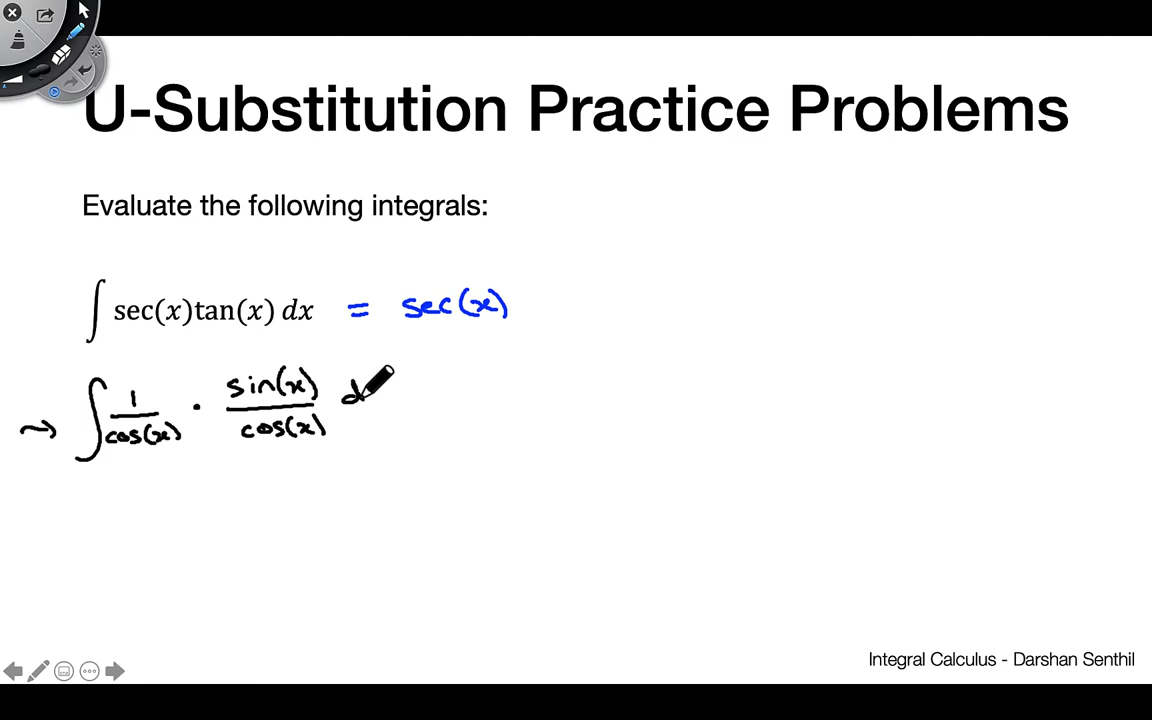 U-Substitution Practice Problems
Evaluate the following integrals:
∫ sec(x)tan(x) dx = sec(x)
→ ∫ 1/cos(x) · sin(x)/cos(x) d
Integral Calculus - Darshan Senthil